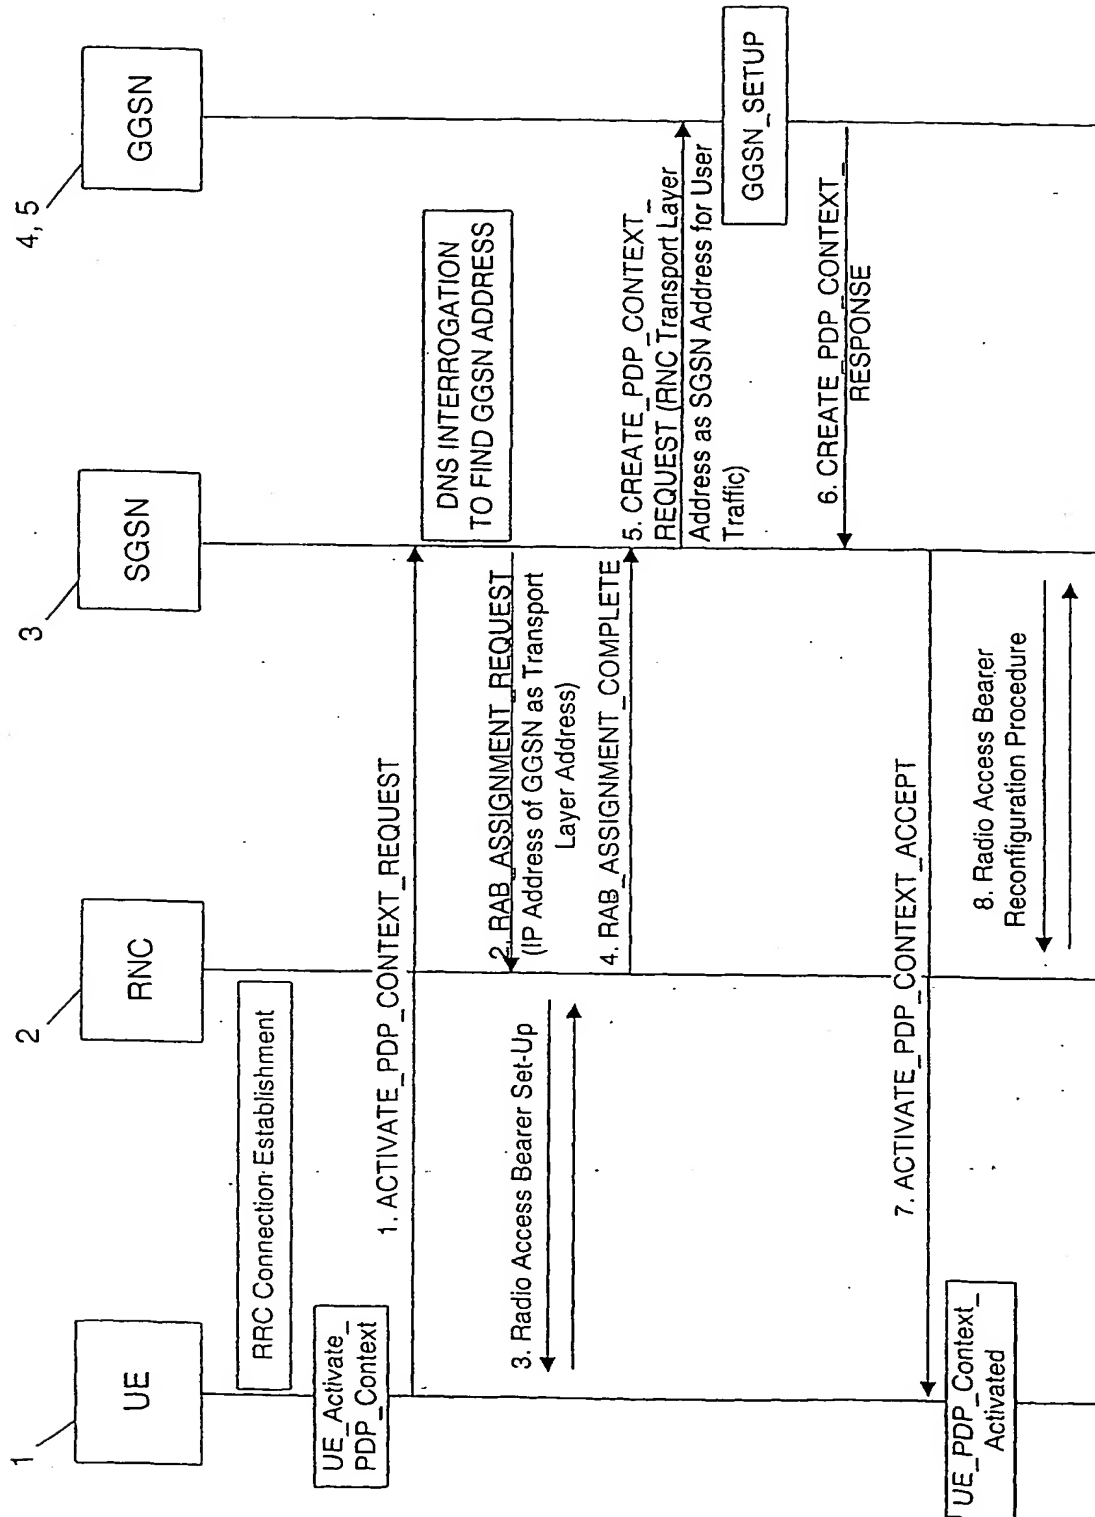 1
UE
2
RNC
3
SGSN
4, 5
GGSN
RRC Connection Establishment
UE_Activate_
PDP_Context
1. ACTIVATE_PDP_CONTEXT_REQUEST
DNS INTERROGATION
TO FIND GGSN ADDRESS
2. RAB_ASSIGNMENT_REQUEST
(IP Address of GGSN as Transport
Layer Address)
3. Radio Access Bearer Set-Up
4. RAB_ASSIGNMENT_COMPLETE
5. CREATE_PDP_CONTEXT_
REQUEST (RNC Transport Layer
Address as SGSN Address for User
Traffic)
GGSN_SETUP
6. CREATE_PDP_CONTEXT_
RESPONSE
7. ACTIVATE_PDP_CONTEXT_ACCEPT
UE_PDP_Context_
Activated
8. Radio Access Bearer
Reconfiguration Procedure